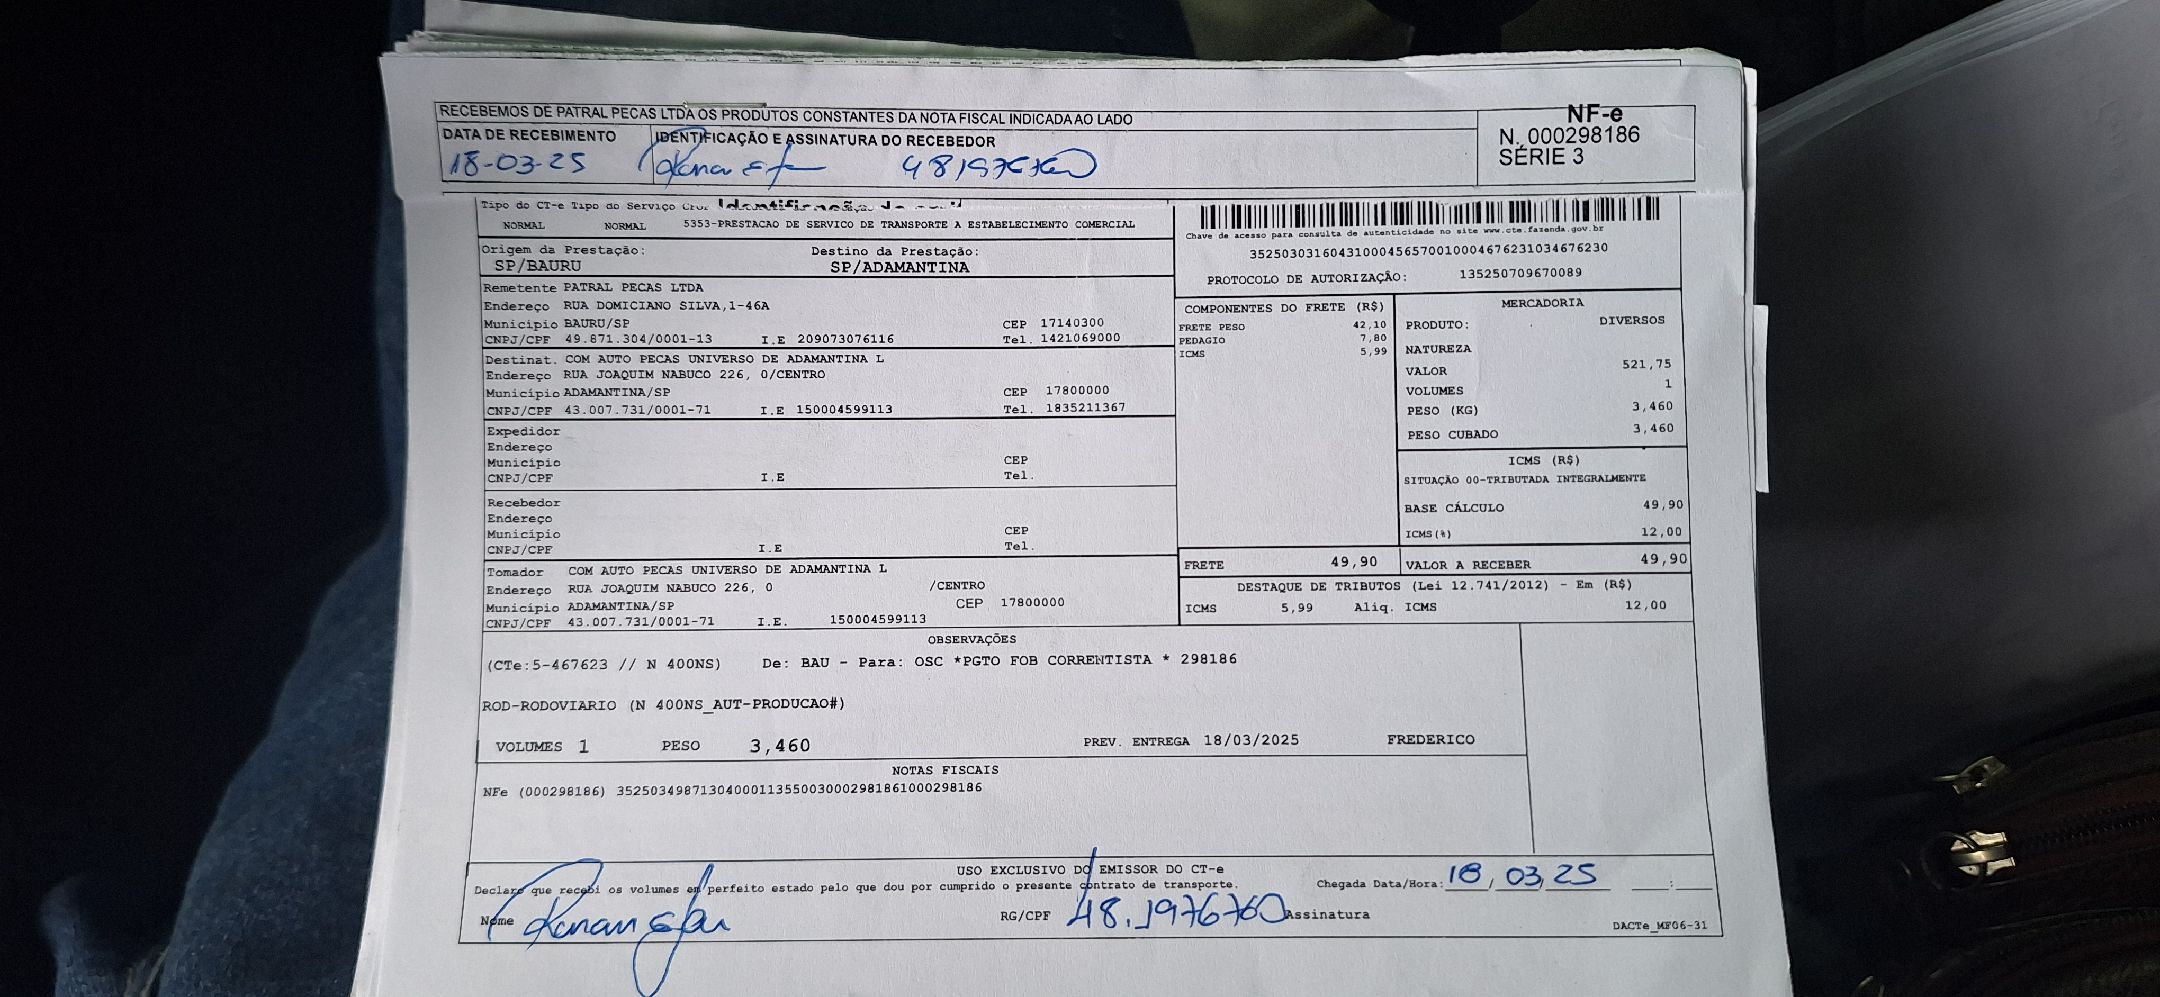 RECEBEMOS DE PATRAL PECAS LTDA OS PRODUTOS CONSTANTES DA NOTA FISCAL INDICADA AO LADO
DATA DE RECEBIMENTO IDENTIFICAÇÃO E ASSINATURA DO RECEBEDOR
18-03-25
NF-e
N. 000298186
SÉRIE 3
Tipo do CT-e Tipo do Serviço
NORMAL NORMAL 5353-PRESTACAO DE SERVICO DE TRANSPORTE A ESTABELECIMENTO COMERCIAL
Origem da Prestação: Destino da Prestação:
SP/BAURU SP/ADAMANTINA
Chave de acesso para consulta de autenticidade no site www.cte.fazenda.gov.br
35250303160431000456570010004676231034676230
PROTOCOLO DE AUTORIZAÇÃO: 135250709670089
Remetente PATRAL PECAS LTDA
Endereço RUA DOMICIANO SILVA,1-46A
Município BAURU/SP CEP 17140300
CNPJ/CPF 49.871.304/0001-13 I.E 209073076116 Tel. 1421069000
Destinat. COM AUTO PECAS UNIVERSO DE ADAMANTINA L
Endereço RUA JOAQUIM NABUCO 226, 0/CENTRO
Município ADAMANTINA/SP CEP 17800000
CNPJ/CPF 43.007.731/0001-71 I.E 150004599113 Tel. 1835211367
Expedidor
Endereço
Município CEP
CNPJ/CPF I.E Tel.
Recebedor
Endereço
Município CEP
CNPJ/CPF I.E Tel.
Tomador COM AUTO PECAS UNIVERSO DE ADAMANTINA L
Endereço RUA JOAQUIM NABUCO 226, 0 /CENTRO
Município ADAMANTINA/SP CEP 17800000
CNPJ/CPF 43.007.731/0001-71 I.E. 150004599113
COMPONENTES DO FRETE (R$)
FRETE PESO 42,10
PEDAGIO 7,80
ICMS 5,99
MERCADORIA
PRODUTO: DIVERSOS
NATUREZA
VALOR 521,75
VOLUMES 1
PESO (KG) 3,460
PESO CUBADO 3,460
ICMS (R$)
SITUAÇÃO 00-TRIBUTADA INTEGRALMENTE
BASE CÁLCULO 49,90
ICMS(%) 12,00
FRETE 49,90 VALOR A RECEBER 49,90
DESTAQUE DE TRIBUTOS (Lei 12.741/2012) - Em (R$)
ICMS 5,99 Aliq. ICMS 12,00
OBSERVAÇÕES
(CTe:5-467623 // N 400NS) De: BAU - Para: OSC *PGTO FOB CORRENTISTA * 298186
ROD-RODOVIARIO (N 400NS_AUT-PRODUCAO#)
VOLUMES 1 PESO 3,460 PREV. ENTREGA 18/03/2025 FREDERICO
NOTAS FISCAIS
NFe (000298186) 35250349871304000113550030002981861000298186
USO EXCLUSIVO DO EMISSOR DO CT-e
Declaro que recebi os volumes em perfeito estado pelo que dou por cumprido o presente contrato de transporte. Chegada Data/Hora: 18/03/25 __:__
Nome RG/CPF 48.1976760 Assinatura
DACTe_MF06-31